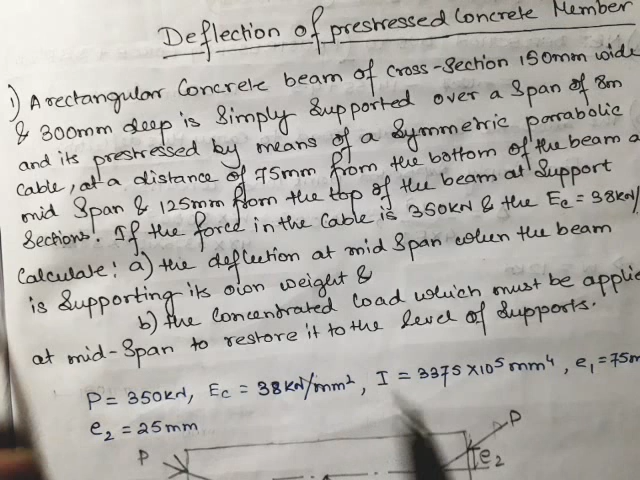 Deflection of prestressed Concrete Member
1) A rectangular Concrete beam of cross-Section 150mm wide
& 300mm deep is Simply Supported over a Span of 8m
and its prestressed by means of a Symmetric parrabolic
Cable, at a distance of 75mm from the bottom of the beam a
mid Span & 125mm from the top of the beam at Support
Sections. If the force in the Cable is 350KN & the Ec = 38KN/
Calculate: a) the deflection at mid Span when the beam
is Supporting its own weight &
b) the Concentrated load which must be applie
at mid-Span to restore it to the level of Supports.
P = 350KN, Ec = 38KN/mm², I = 3375 x10⁵ mm⁴, e₁ = 75m
e₂ = 25mm
P
P
e₂